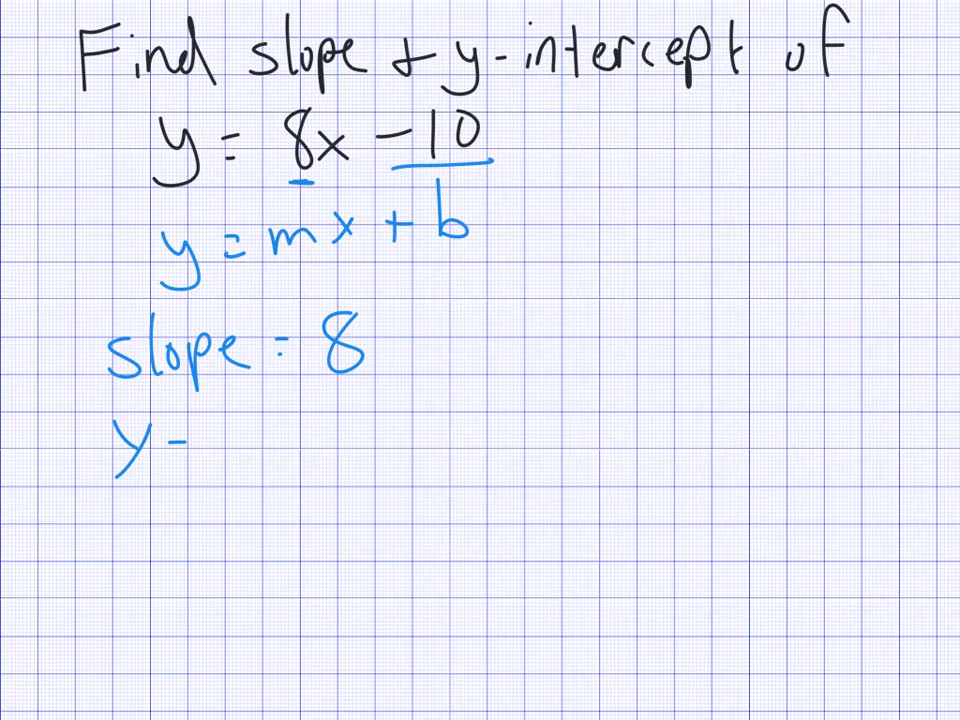 Find slope + y-intercept of
y = 8x - 10
y = mx + b
slope = 8
y -